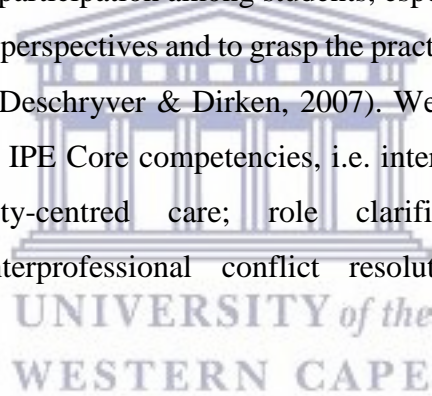 participation among students, esp
perspectives and to grasp the pract
Deschryver & Dirken, 2007). We
IPE Core competencies, i.e. inter
ty-centred care; role clarifi
nterprofessional conflict resolut
UNIVERSITY of the
WESTERN CAPE